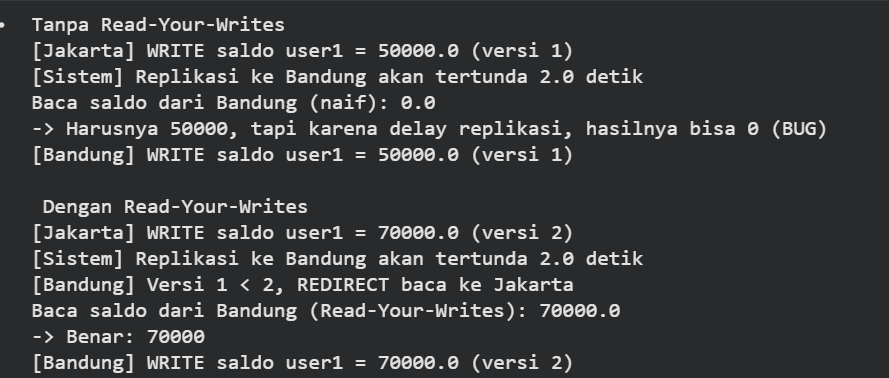 Tanpa Read-Your-Writes
[Jakarta] WRITE saldo user1 = 50000.0 (versi 1)
[Sistem] Replikasi ke Bandung akan tertunda 2.0 detik
Baca saldo dari Bandung (naif): 0.0
-> Harusnya 50000, tapi karena delay replikasi, hasilnya bisa 0 (BUG)
[Bandung] WRITE saldo user1 = 50000.0 (versi 1)
Dengan Read-Your-Writes
[Jakarta] WRITE saldo user1 = 70000.0 (versi 2)
[Sistem] Replikasi ke Bandung akan tertunda 2.0 detik
[Bandung] Versi 1 < 2, REDIRECT baca ke Jakarta
Baca saldo dari Bandung (Read-Your-Writes): 70000.0
-> Benar: 70000
[Bandung] WRITE saldo user1 = 70000.0 (versi 2)